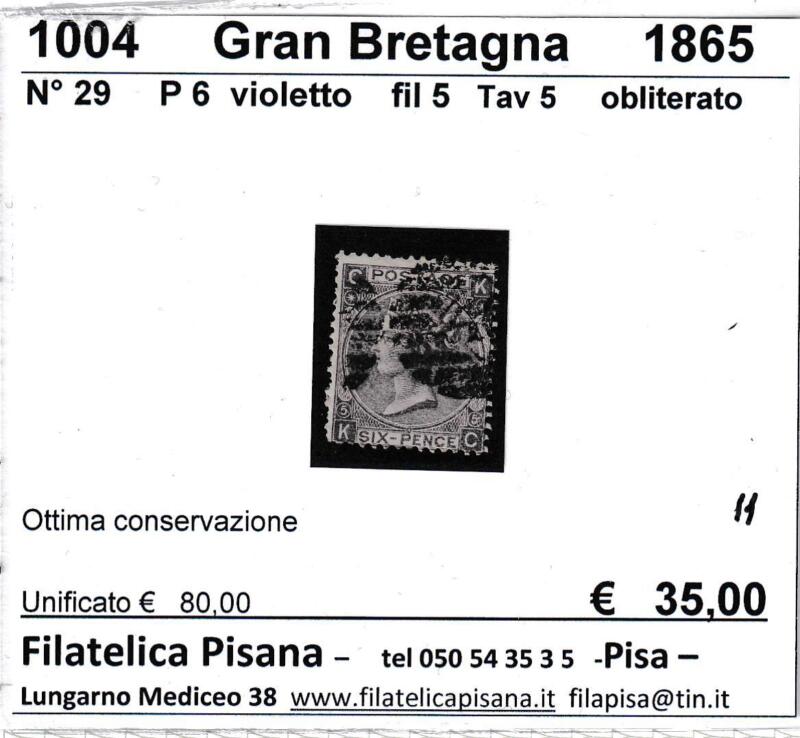 1004 Gran Bretagna 1865
N° 29 P 6 violetto fil 5 Tav 5 obliterato
C POSTAGE K
5 5
K SIX-PENCE C
Ottima conservazione
11
Unificato € 80,00 € 35,00
Filatelica Pisana – tel 050 54 35 3 5 -Pisa –
Lungarno Mediceo 38 www.filatelicapisana.it filapisa@tin.it